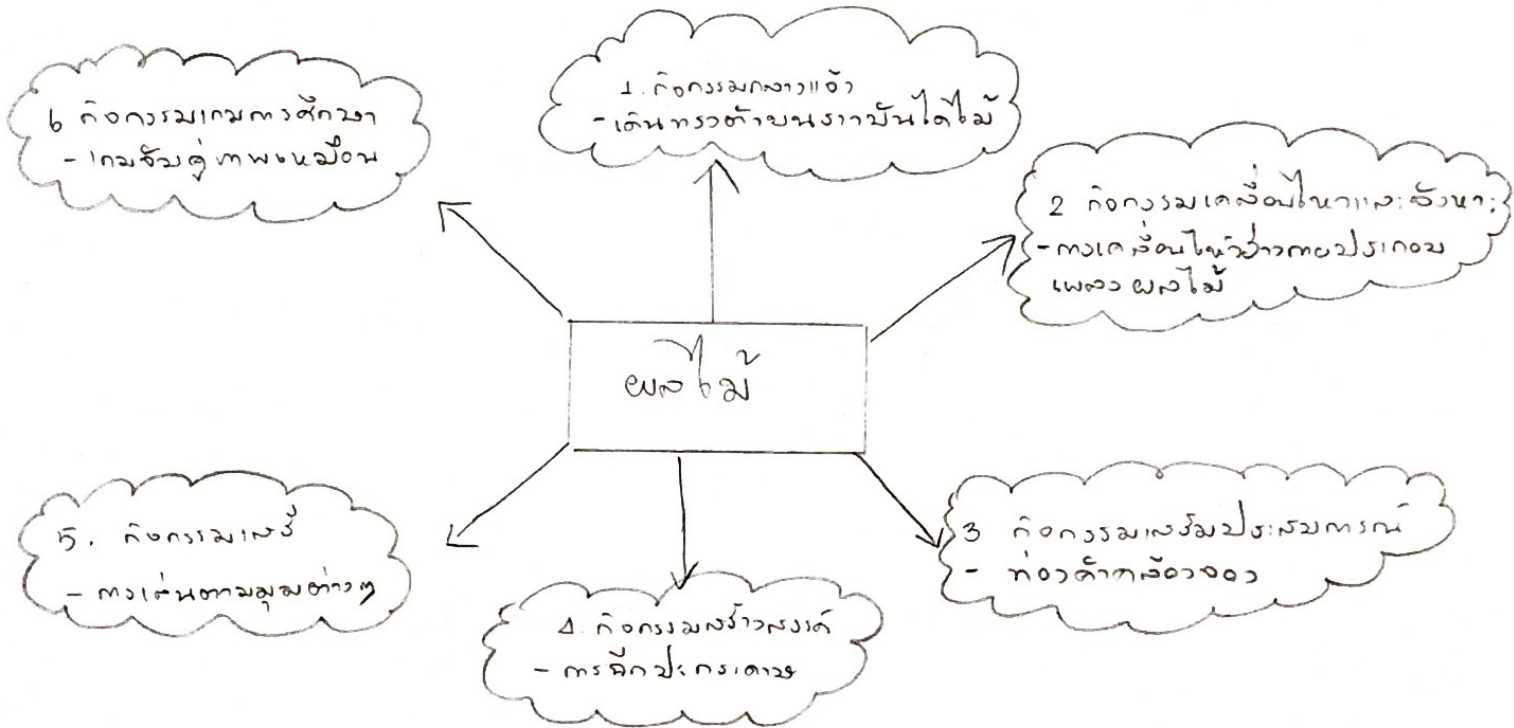 ผลไม้
1. กิจกรรมกลางแจ้ง
- เดินทรงตัวบนราวบันไดไม้
2 กิจกรรมเคลื่อนไหวและจังหวะ
- การเคลื่อนไหวร่างกายประกอบ
เพลง ผลไม้
3 กิจกรรมเสริมประสบการณ์
- ท่องคำคล้องจอง
4. กิจกรรมสร้างสรรค์
- การฉีกปะกระดาษ
5. กิจกรรมเสรี
- การเล่นตามมุมต่างๆ
6 กิจกรรมเกมการศึกษา
- เกมจับคู่ภาพเหมือน